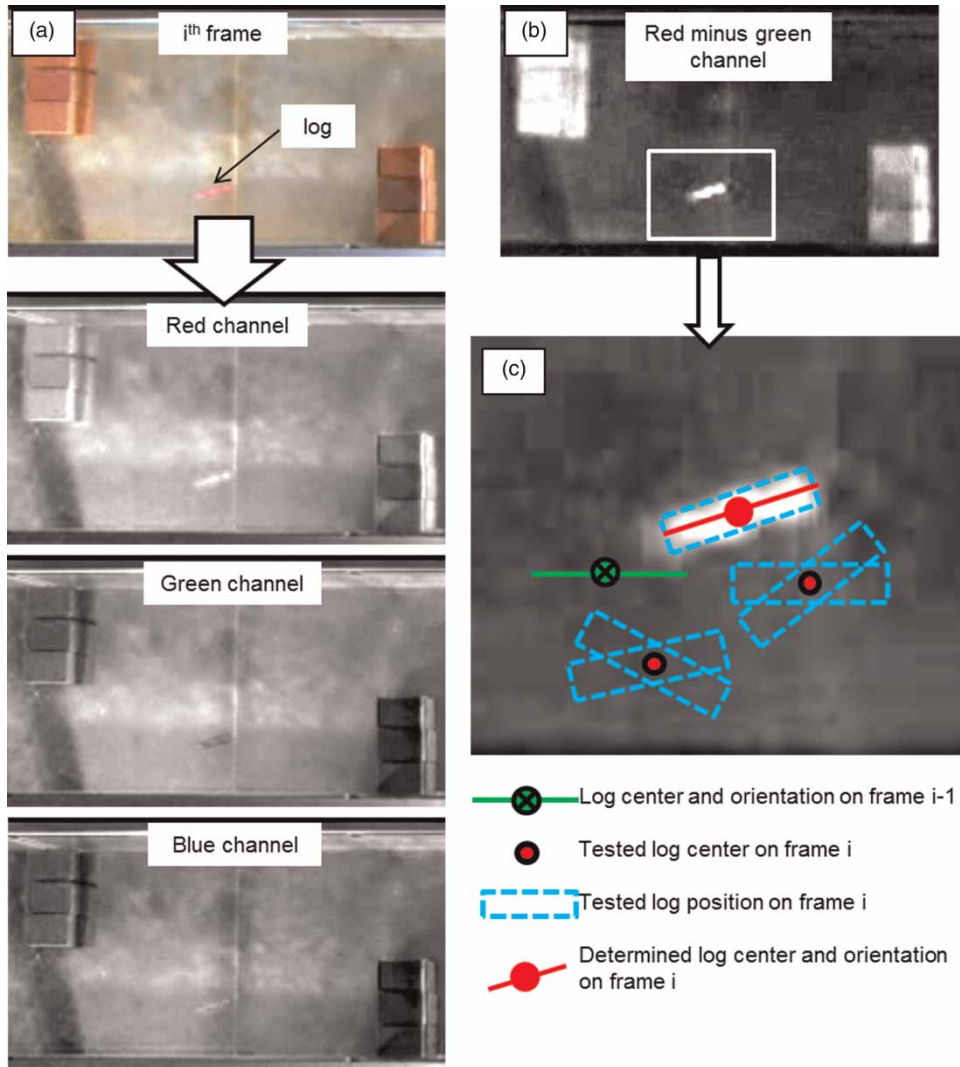 (a)
iᵗʰ frame
log
Red channel
Green channel
Blue channel
(b)
Red minus green
channel
(c)
Log center and orientation on frame i-1
Tested log center on frame i
Tested log position on frame i
Determined log center and orientation
on frame i